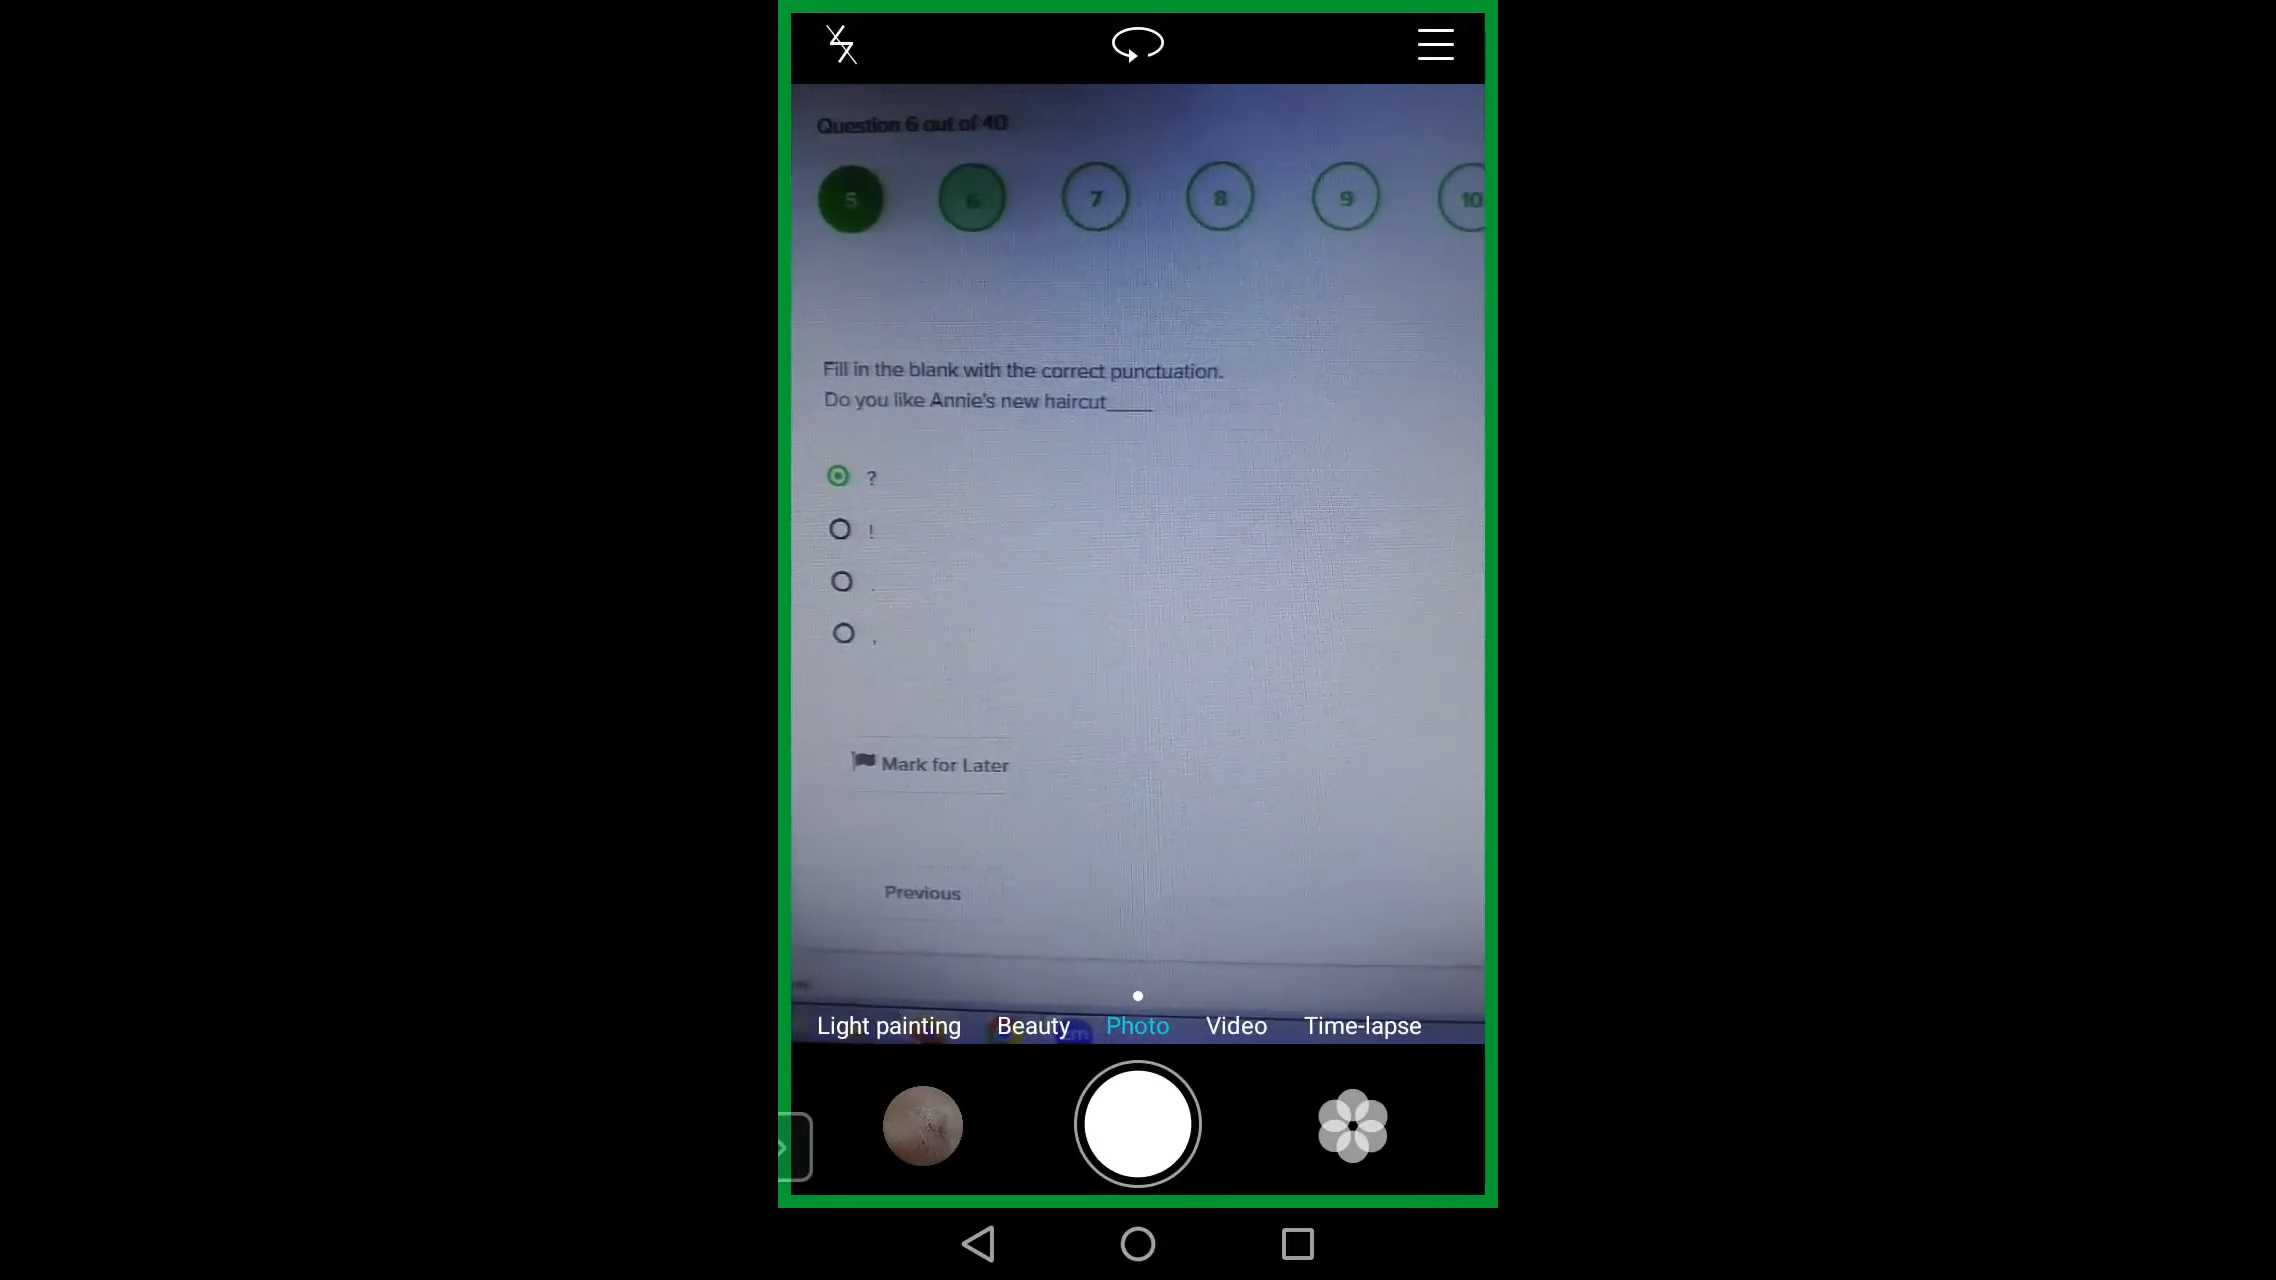 Question 6 out of 40
5 6 7 8 9 10
Fill in the blank with the correct punctuation.
Do you like Annie's new haircut____
?
!
.
,
Mark for Later
Previous
Light painting Beauty Photo Video Time-lapse